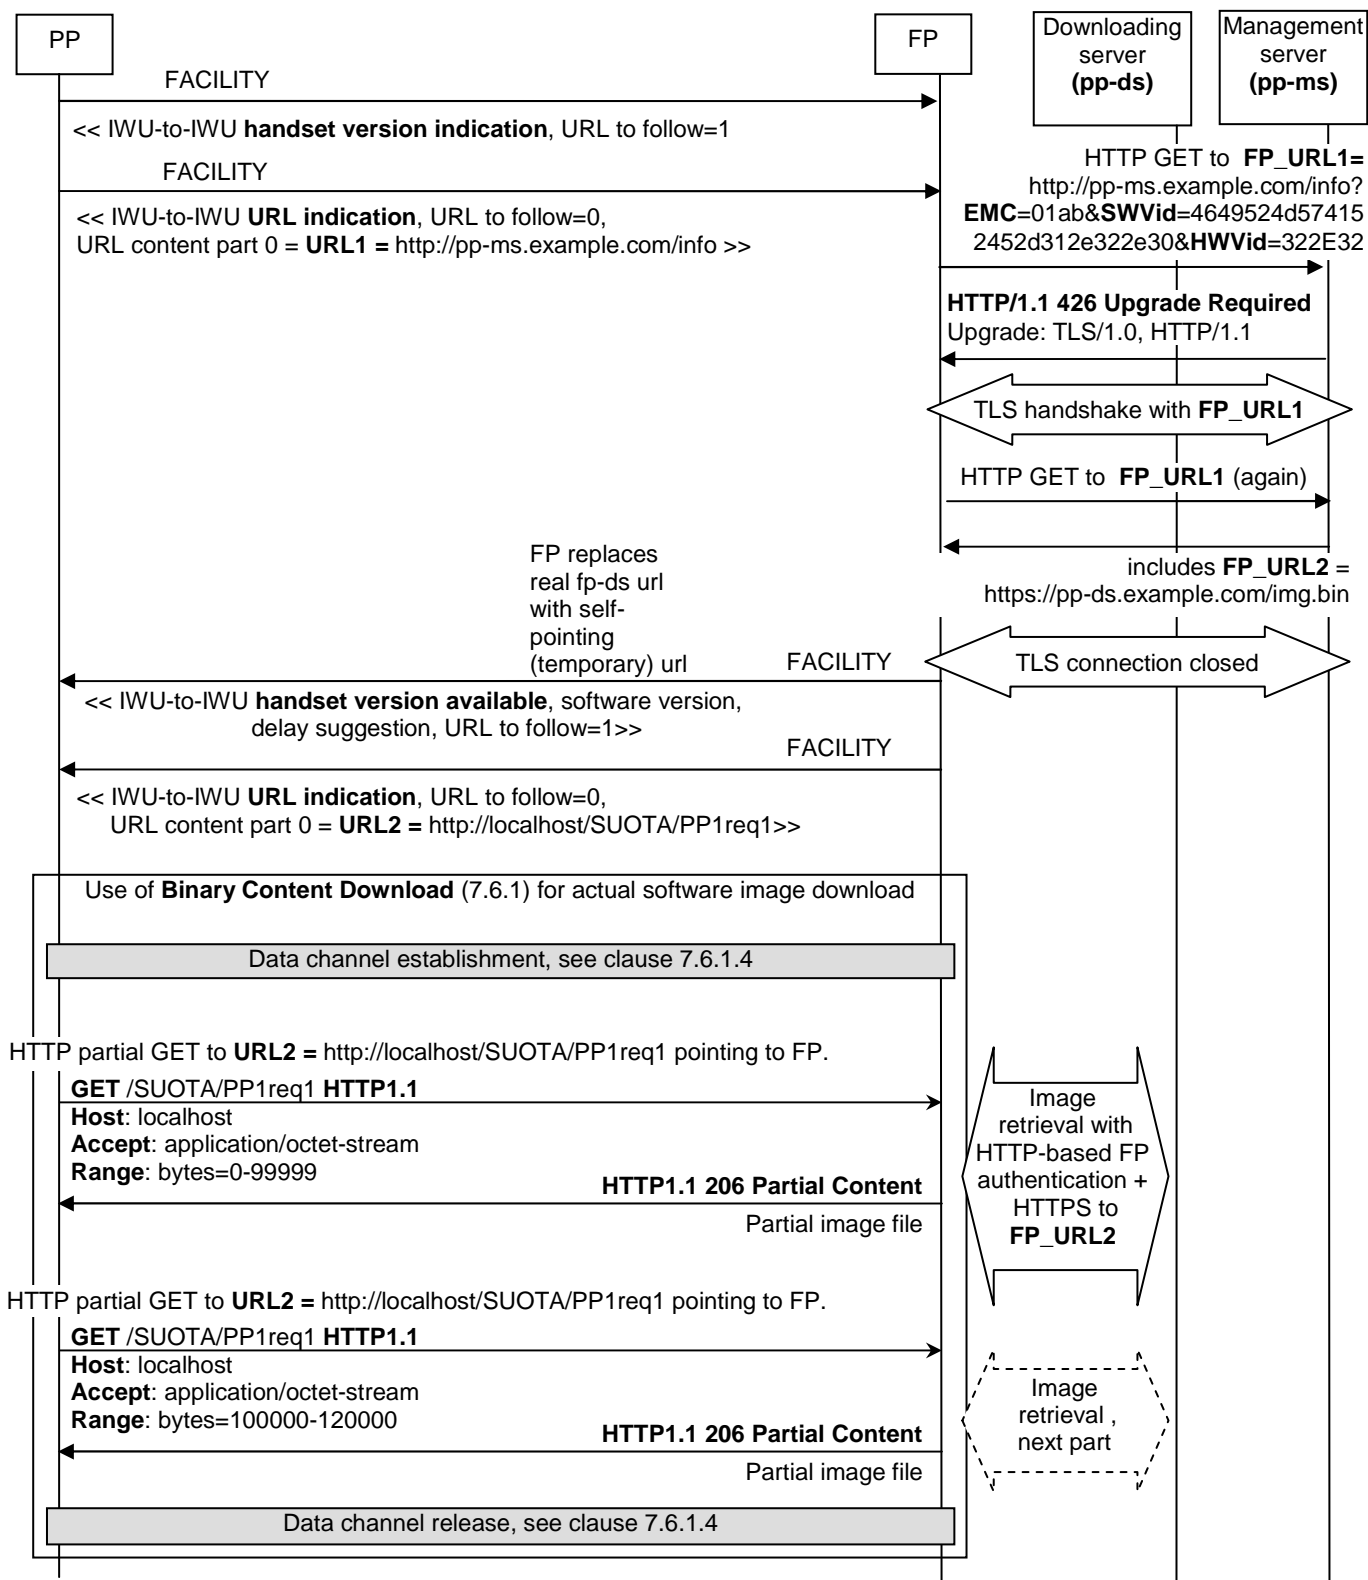 PP
FP
Downloading
server
(pp-ds)
Management
server
(pp-ms)
FACILITY
<< IWU-to-IWU handset version indication, URL to follow=1
HTTP GET to FP_URL1=
http://pp-ms.example.com/info?
EMC=01ab&SWVid=4649524d57415
2452d312e322e30&HWVid=322E32
FACILITY
<< IWU-to-IWU URL indication, URL to follow=0,
URL content part 0 = URL1 = http://pp-ms.example.com/info >>
HTTP/1.1 426 Upgrade Required
Upgrade: TLS/1.0, HTTP/1.1
TLS handshake with FP_URL1
HTTP GET to FP_URL1 (again)
includes FP_URL2 =
https://pp-ds.example.com/img.bin
FP replaces
real fp-ds url
with self-
pointing
(temporary) url
FACILITY
TLS connection closed
<< IWU-to-IWU handset version available, software version,
delay suggestion, URL to follow=1>>
FACILITY
<< IWU-to-IWU URL indication, URL to follow=0,
URL content part 0 = URL2 = http://localhost/SUOTA/PP1req1>>
Use of Binary Content Download (7.6.1) for actual software image download
Data channel establishment, see clause 7.6.1.4
HTTP partial GET to URL2 = http://localhost/SUOTA/PP1req1 pointing to FP.
GET /SUOTA/PP1req1 HTTP1.1
Host: localhost
Accept: application/octet-stream
Range: bytes=0-99999
HTTP1.1 206 Partial Content
Partial image file
Image
retrieval with
HTTP-based FP
authentication +
HTTPS to
FP_URL2
HTTP partial GET to URL2 = http://localhost/SUOTA/PP1req1 pointing to FP.
GET /SUOTA/PP1req1 HTTP1.1
Host: localhost
Accept: application/octet-stream
Range: bytes=100000-120000
HTTP1.1 206 Partial Content
Partial image file
Image
retrieval ,
next part
Data channel release, see clause 7.6.1.4